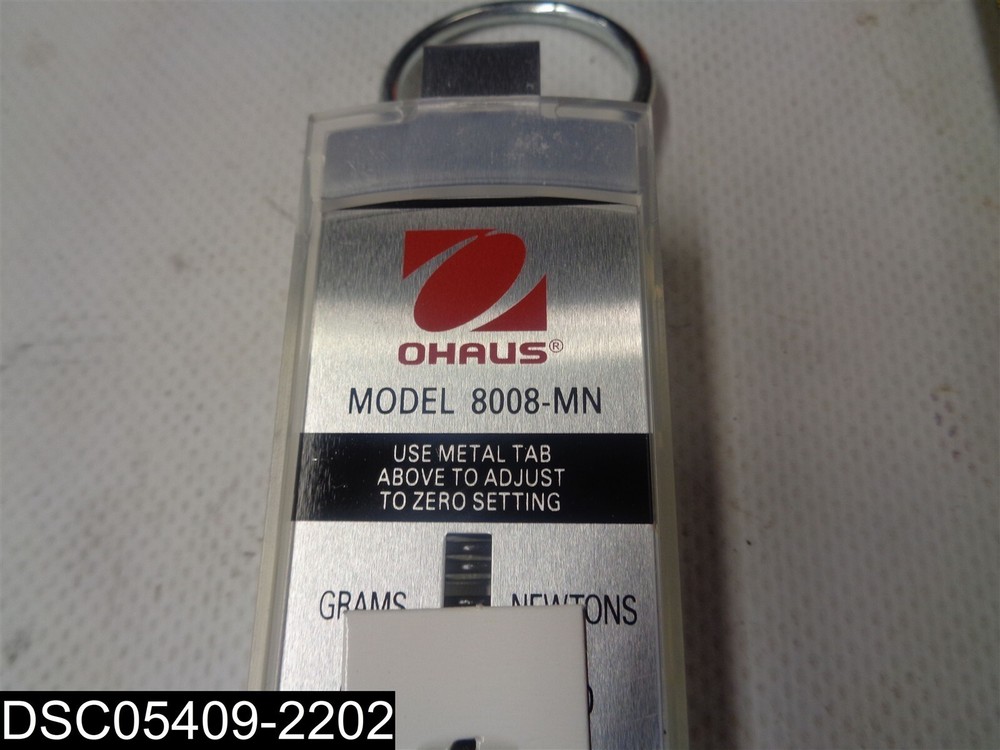 OHAUS®
MODEL 8008-MN
USE METAL TAB
ABOVE TO ADJUST
TO ZERO SETTING
GRAMS NEWTONS
DSC05409-2202